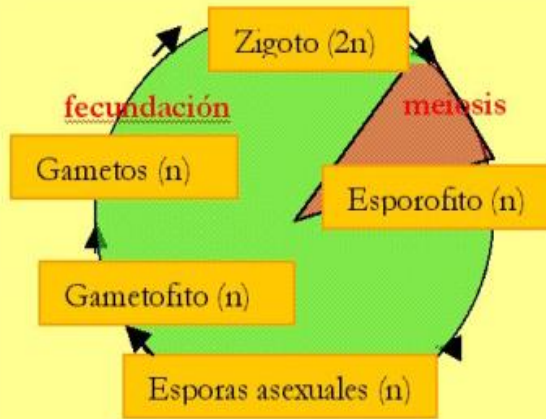 Zigoto (2n)
fecundación
meiosis
Gametos (n)
Esporofito (n)
Gametofito (n)
Esporas asexuales (n)